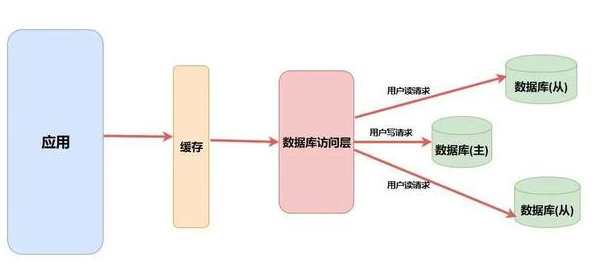 应用
缓存
数据库访问层
用户读请求
数据库(从)
用户写请求
数据库(主)
用户读请求
数据库(从)